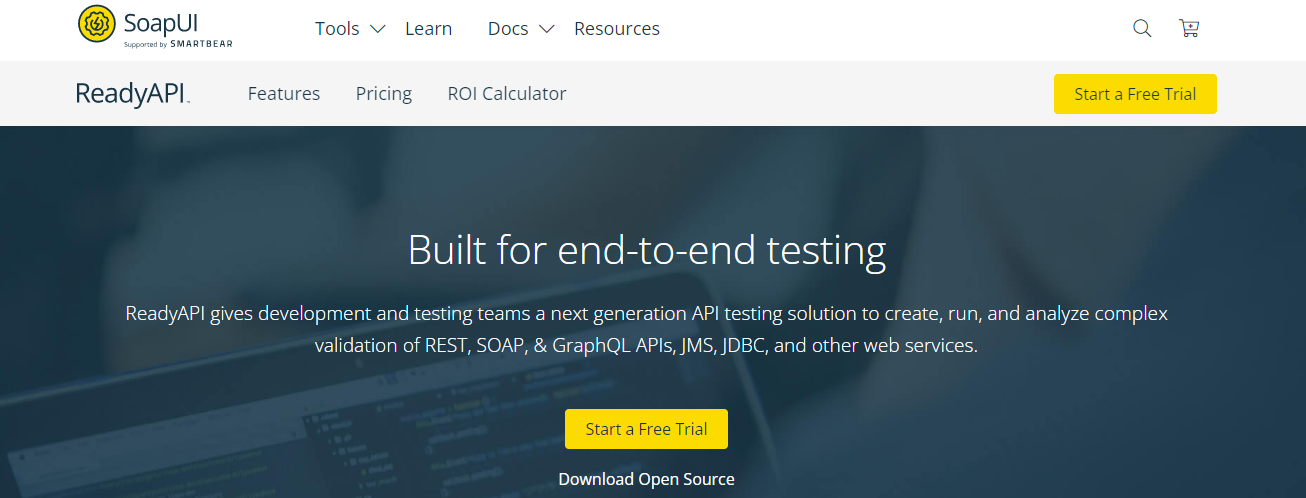 SoapUI
Supported by SMARTBEAR
Tools
Learn
Docs
Resources
ReadyAPI
Features
Pricing
ROI Calculator
Start a Free Trial
Built for end-to-end testing
ReadyAPI gives development and testing teams a next generation API testing solution to create, run, and analyze complex
validation of REST, SOAP, & GraphQL APIs, JMS, JDBC, and other web services.
Start a Free Trial
Download Open Source